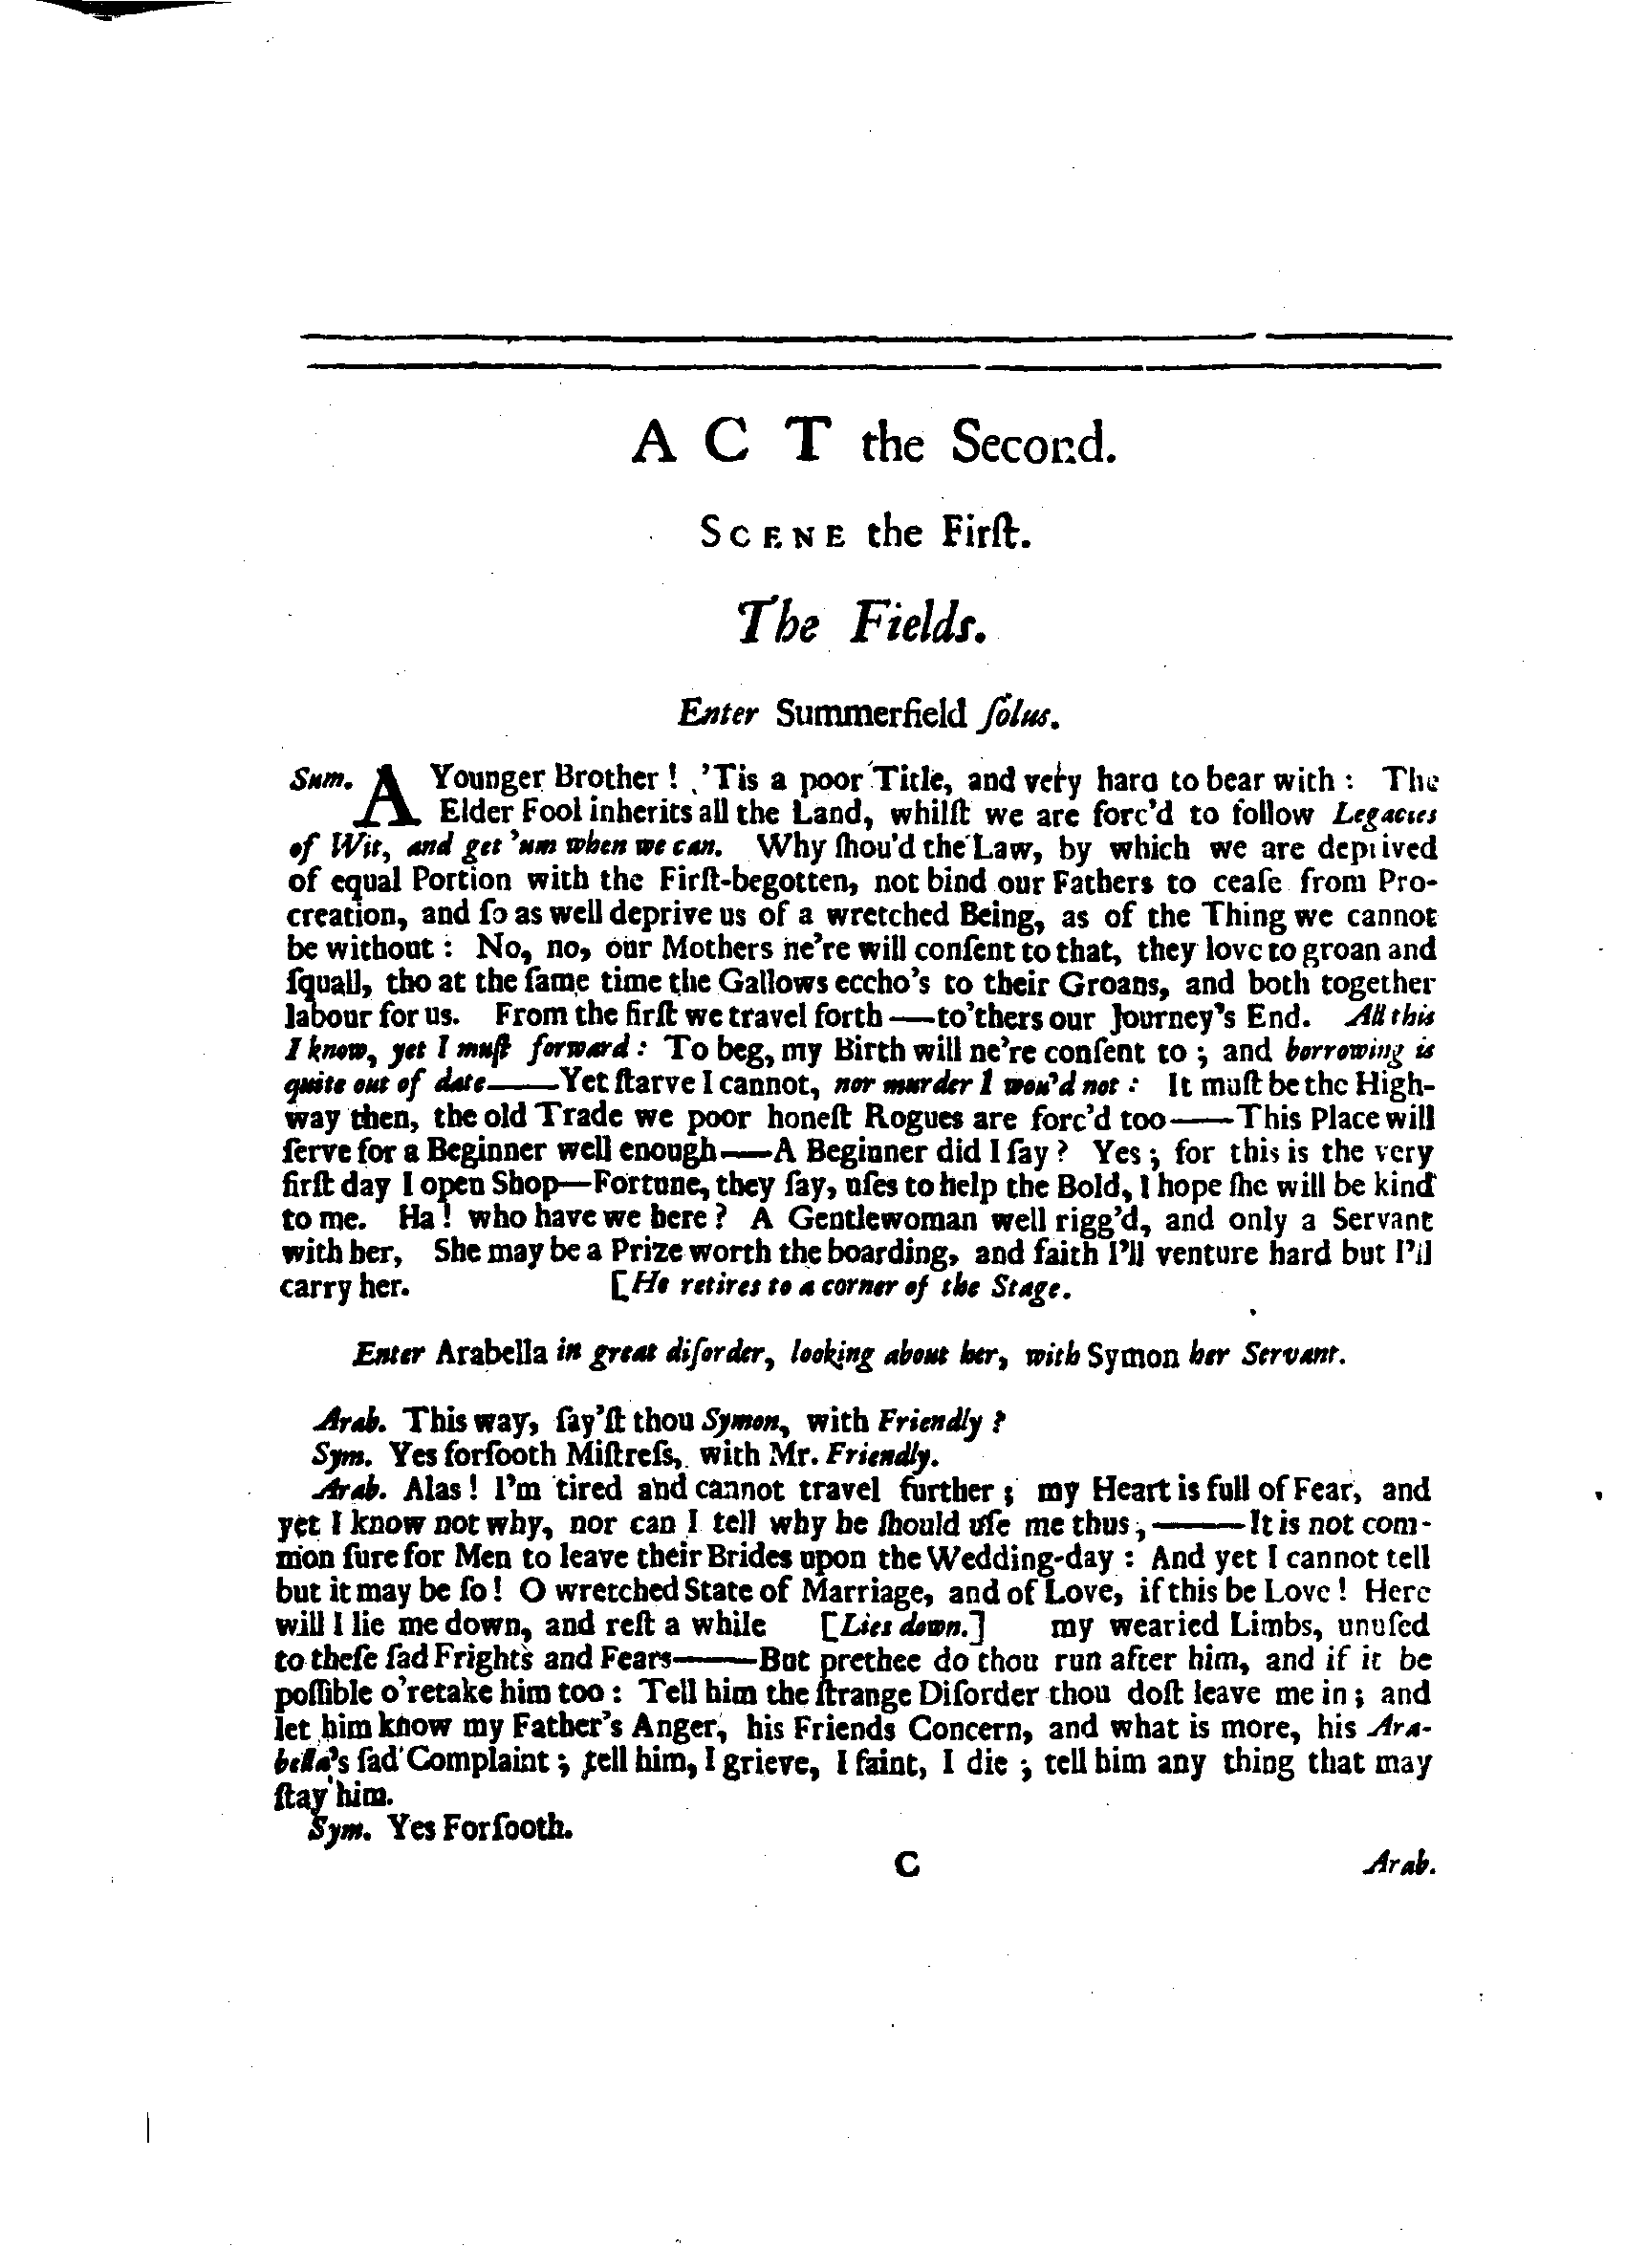 A C T the Second.
SCENE the Firſt.
The Fields.
Enter Summerfield ſolus.
Sum. A Younger Brother ! 'Tis a poor Title, and very hard to bear with : The
Elder Fool inherits all the Land, whilſt we are forc'd to follow Legacies
of Wit, and get 'um when we can. Why ſhou'd the Law, by which we are deprived
of equal Portion with the Firſt-begotten, not bind our Fathers to ceaſe from Pro-
creation, and ſo as well deprive us of a wretched Being, as of the Thing we cannot
be without : No, no, our Mothers ne're will conſent to that, they love to groan and
ſquall, tho at the ſame time the Gallows eccho's to their Groans, and both together
labour for us. From the firſt we travel forth —to'thers our Journey's End. All this
I know, yet I muſt forward : To beg, my Birth will ne're conſent to ; and borrowing is
quite out of date——Yet ſtarve I cannot, nor murder I wou'd not : It muſt be the High-
way then, the old Trade we poor honeſt Rogues are forc'd too——This Place will
ſerve for a Beginner well enough——A Beginner did I ſay ? Yes ; for this is the very
firſt day I open Shop—Fortune, they ſay, uſes to help the Bold, I hope ſhe will be kind
to me. Ha ! who have we here ? A Gentlewoman well rigg'd, and only a Servant
with her, She may be a Prize worth the boarding, and faith I'll venture hard but I'll
carry her. [He retires to a corner of the Stage.
Enter Arabella in great diſorder, looking about her, with Symon her Servant.
Arab. This way, ſay'ſt thou Symon, with Friendly ?
Sym. Yes forſooth Miſtreſs, with Mr. Friendly.
Arab. Alas ! I'm tired and cannot travel further ; my Heart is full of Fear, and
yet I know not why, nor can I tell why he ſhould uſe me thus ;———It is not com-
mon ſure for Men to leave their Brides upon the Wedding-day : And yet I cannot tell
but it may be ſo ! O wretched State of Marriage, and of Love, if this be Love ! Here
will I lie me down, and reſt a while [Lies down.] my wearied Limbs, unuſed
to theſe ſad Frights and Fears———But prethee do thou run after him, and if it be
poſſible o'retake him too : Tell him the ſtrange Diſorder thou doſt leave me in ; and
let him know my Father's Anger, his Friends Concern, and what is more, his Ara-
bella's ſad Complaint ; tell him, I grieve, I faint, I die ; tell him any thing that may
ſtay him.
Sym. Yes Forſooth.
C Arab.